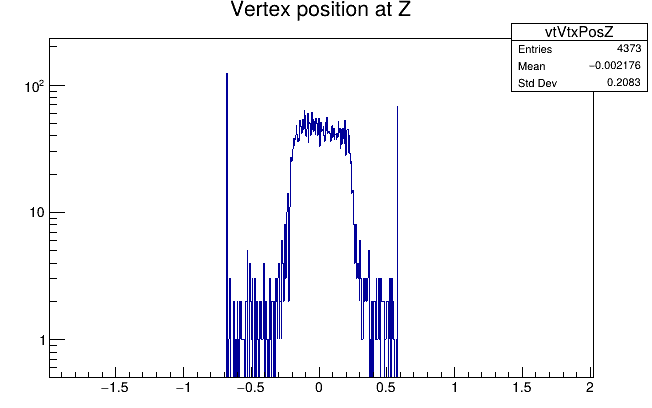 Vertex position at Z
vtVtxPosZ
Entries 4373
Mean −0.002176
Std Dev 0.2083
10²
10
1
−1.5 −1 −0.5 0 0.5 1 1.5 2